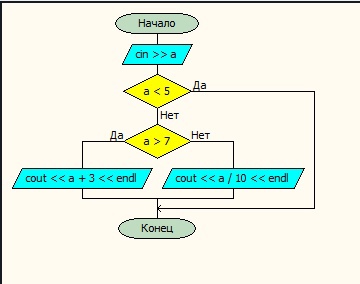 Начало
cin >> a
a < 5
Да
Нет
a > 7
Да
Нет
cout << a + 3 << endl
cout << a / 10 << endl
Конец